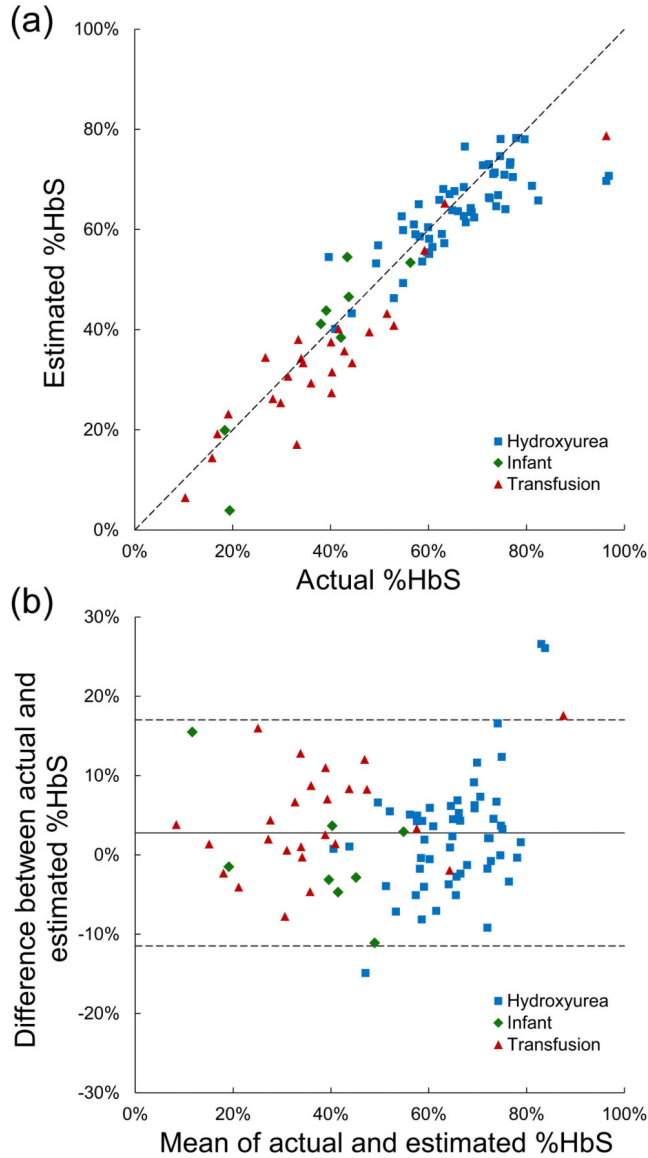 (a)
100%
80%
60%
40%
20%
0%
Estimated %HbS
Hydroxyurea
Infant
Transfusion
0% 20% 40% 60% 80% 100%
Actual %HbS
(b)
30%
20%
10%
0%
-10%
-20%
-30%
Difference between actual and
estimated %HbS
Hydroxyurea
Infant
Transfusion
0% 20% 40% 60% 80% 100%
Mean of actual and estimated %HbS